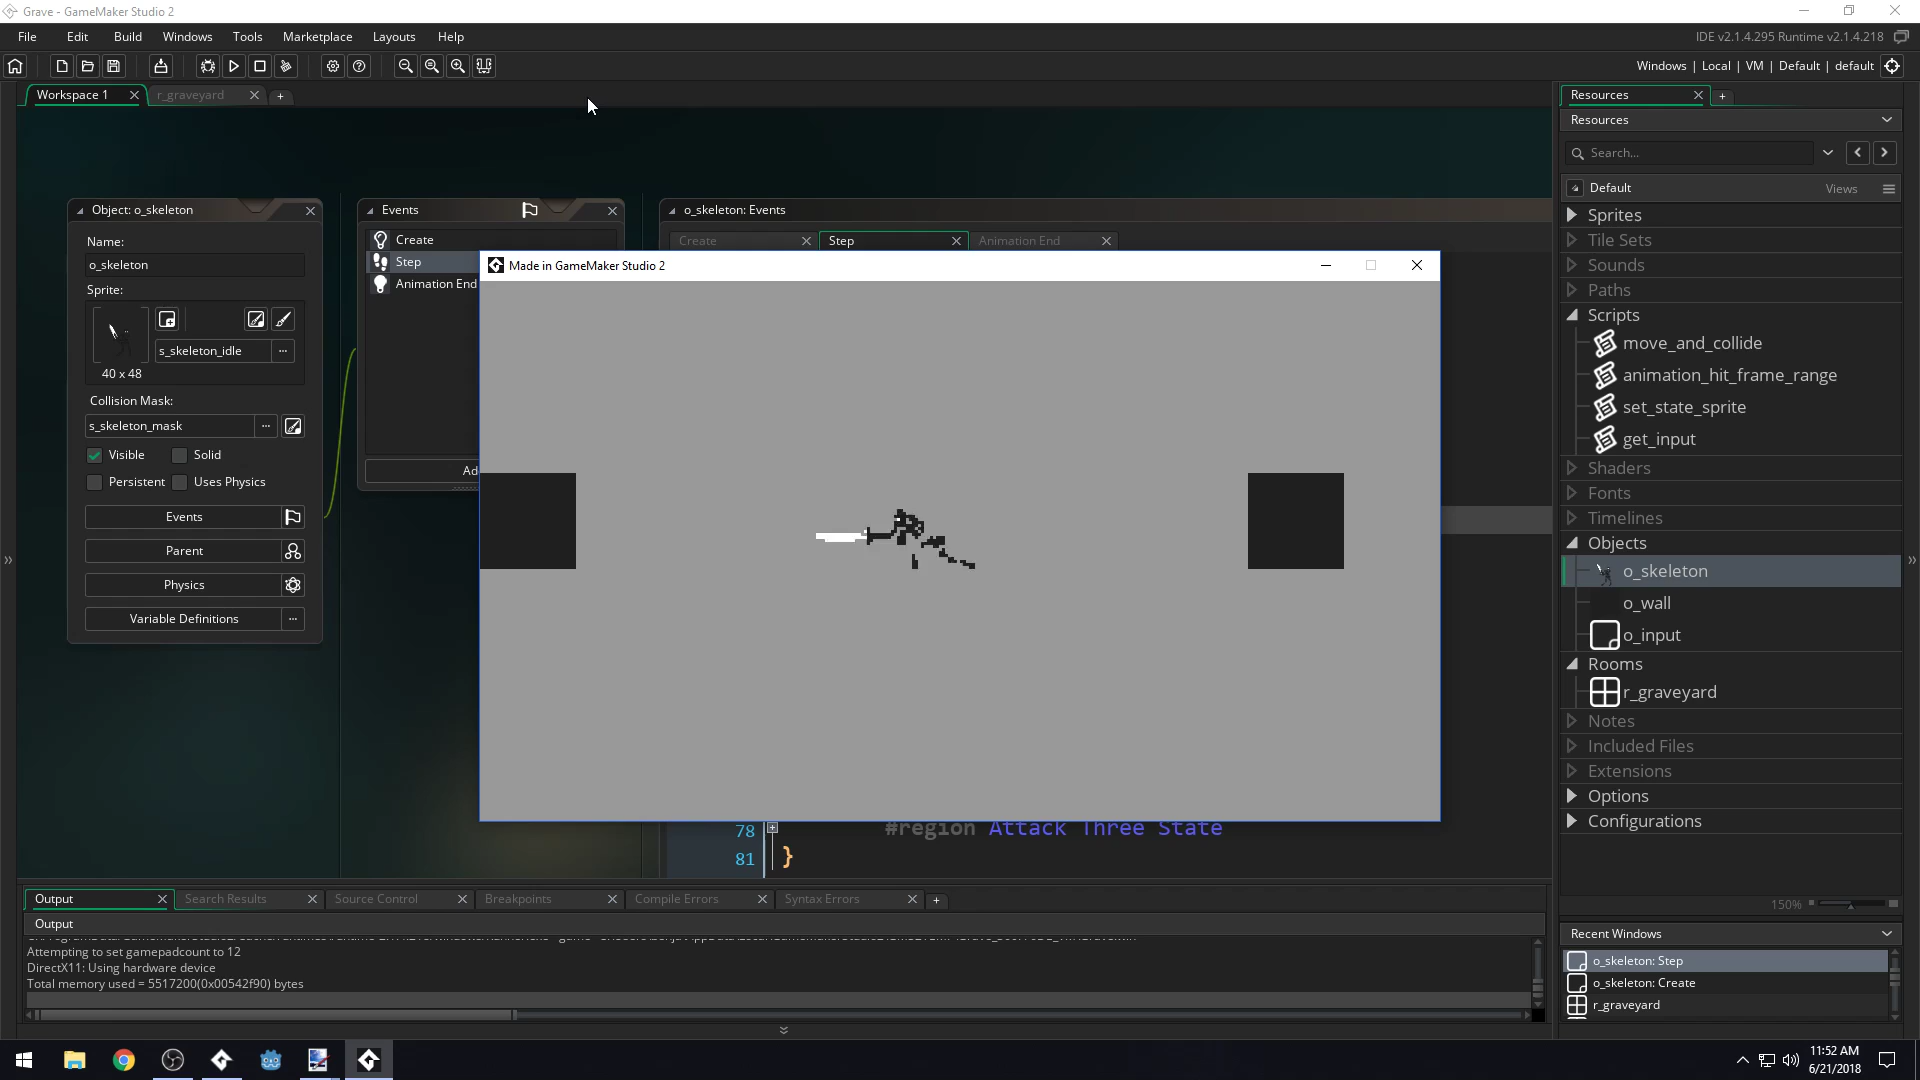 Grave - GameMaker Studio 2
File Edit Build Windows Tools Marketplace Layouts Help
IDE v2.1.4.295 Runtime v2.1.4.218
Windows | Local | VM | Default | default
Workspace 1
r_graveyard
Resources
Resources
Search...
Default
Views
Sprites
Tile Sets
Sounds
Paths
Scripts
move_and_collide
animation_hit_frame_range
set_state_sprite
get_input
Shaders
Fonts
Timelines
Objects
o_skeleton
o_wall
o_input
Rooms
r_graveyard
Notes
Included Files
Extensions
Options
Configurations
150%
Recent Windows
o_skeleton: Step
o_skeleton: Create
r_graveyard
Object: o_skeleton
Name:
o_skeleton
Sprite:
s_skeleton_idle
40 x 48
Collision Mask:
s_skeleton_mask
Visible
Solid
Persistent
Uses Physics
Events
Parent
Physics
Variable Definitions
Events
Create
Step
Animation End
Ad
o_skeleton: Events
Create
Step
Animation End
Made in GameMaker Studio 2
78 #region Attack Three State
81 }
Output
Search Results
Source Control
Breakpoints
Compile Errors
Syntax Errors
Output
Attempting to set gamepadcount to 12
DirectX11: Using hardware device
Total memory used = 5517200(0x00542f90) bytes
11:52 AM
6/21/2018